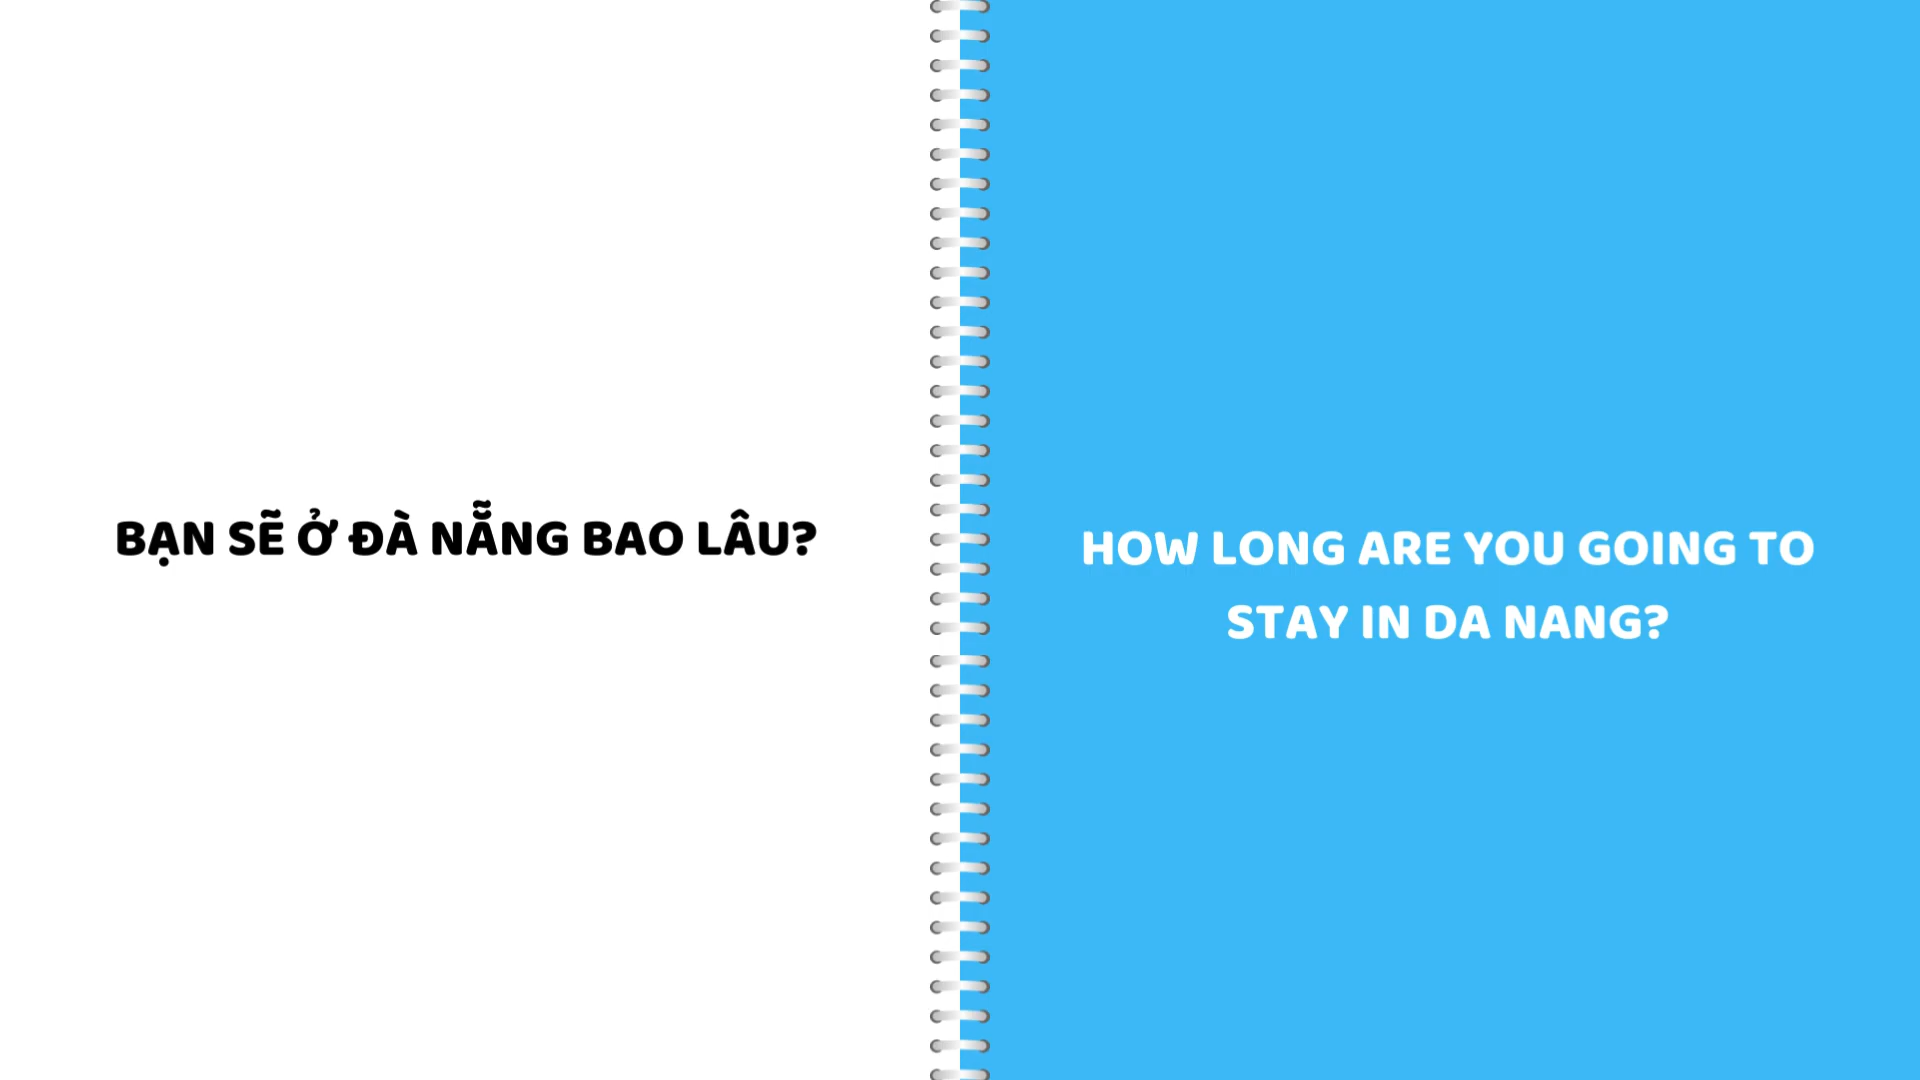 BẠN SẼ Ở ĐÀ NẴNG BAO LÂU?
HOW LONG ARE YOU GOING TO
STAY IN DA NANG?